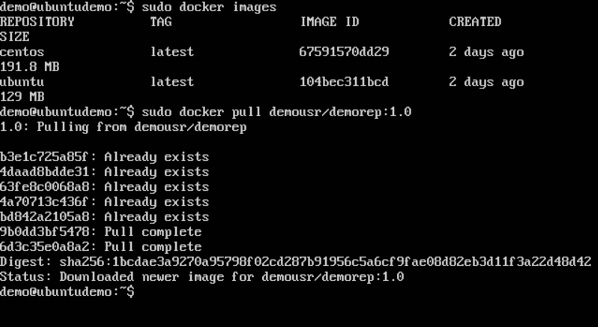 demo@ubuntudemo:~$ sudo docker images
REPOSITORY TAG IMAGE ID CREATED
SIZE
centos latest 67591570dd29 2 days ago
191.8 MB
ubuntu latest 104bec311bcd 2 days ago
129 MB
demo@ubuntudemo:~$ sudo docker pull demousr/demorep:1.0
1.0: Pulling from demousr/demorep
b3e1c725a85f: Already exists
4daad8bdde31: Already exists
63fe8c0068a8: Already exists
4a70713c436f: Already exists
bd842a2105a8: Already exists
9b0dd3bf5478: Pull complete
6d3c35e0a8a2: Pull complete
Digest: sha256:1bcdae3a9270a95798f02cd287b91956c5a6cf9fae08d82eb3d11f3a22d48d42
Status: Downloaded newer image for demousr/demorep:1.0
demo@ubuntudemo:~$